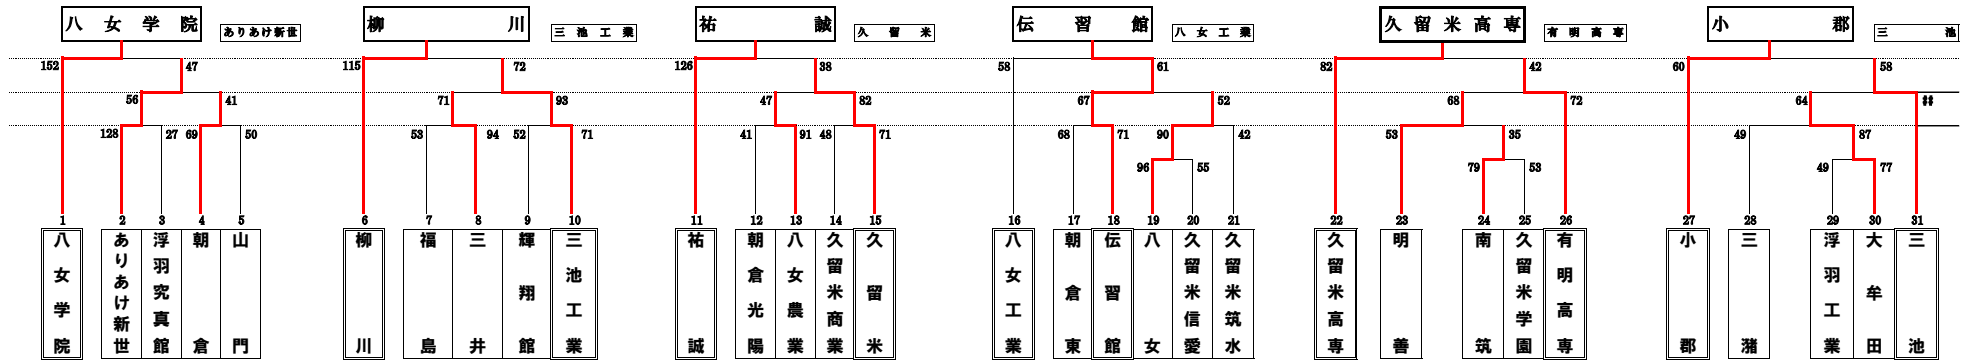 八女学院 ありあけ新世 柳川 三池工業 祐誠 久留米 伝習館 八女工業 久留米高専 有明高専 小郡 三池
152 47 115 72 126 38 58 61 82 42 60 58
56 41 71 93 47 82 67 52 68 72 64 ##
128 27 69 50 53 94 52 71 41 91 48 71 68 71 90 42 53 35 49 87
96 55 79 53 49 77
1 2 3 4 5 6 7 8 9 10 11 12 13 14 15 16 17 18 19 20 21 22 23 24 25 26 27 28 29 30 31
八女学院
ありあけ新世
浮羽究真館
朝倉
山門
柳川
福島
三井
輝翔館
三池工業
祐誠
朝倉光陽
八女農業
久留米商業
久留米
八女工業
朝倉東
伝習館
八女
久留米信愛
久留米筑水
久留米高専
明善
南筑
久留米学園
有明高専
小郡
三潴
浮羽工業
大牟田
三池